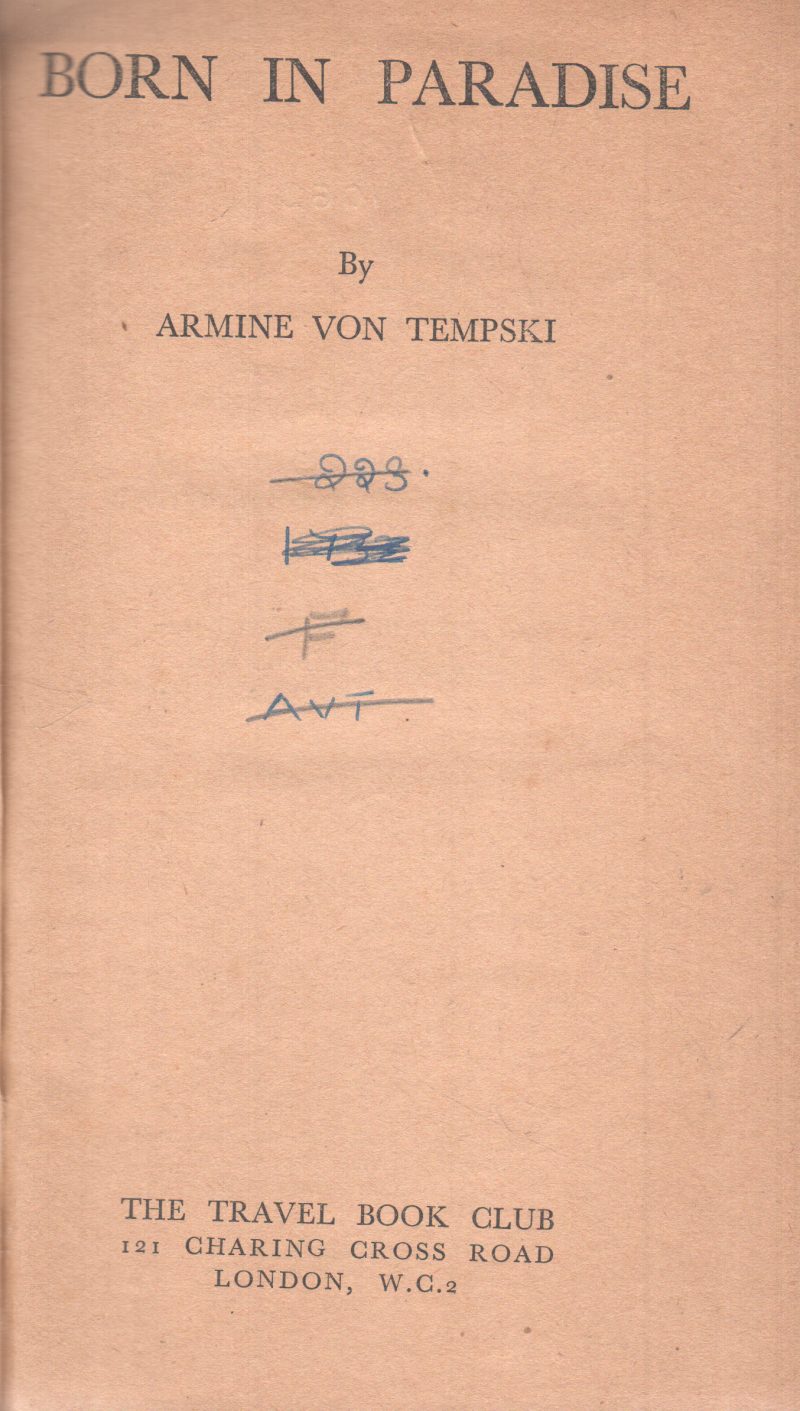 BORN IN PARADISE
By
ARMINE VON TEMPSKI
F
AVT
THE TRAVEL BOOK CLUB
121 CHARING CROSS ROAD
LONDON, W.C.2